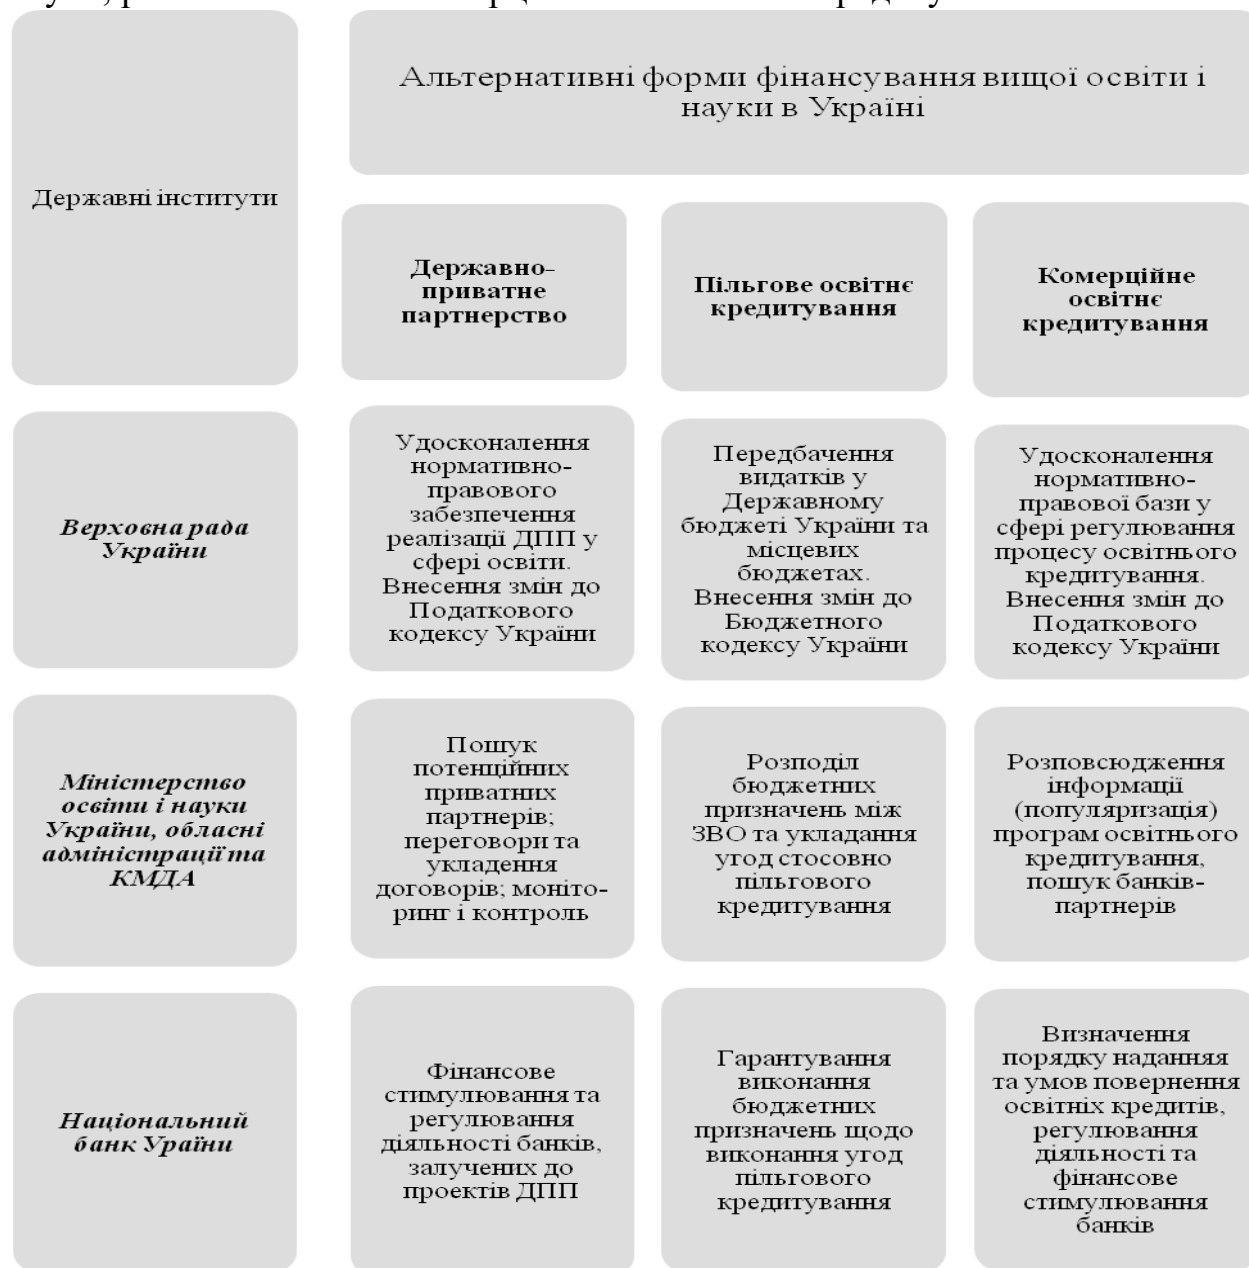 Державні інститути
Альтернативні форми фінансування вищої освіти і
науки в Україні
Державно-
приватне
партнерство
Пільгове освітнє
кредитування
Комерційне
освітнє
кредитування
Верховна рада
України
Удосконалення
нормативно-
правового
забезпечення
реалізації ДПП у
сфері освіти.
Внесення змін до
Податкового
кодексу України
Передбачення
видатків у
Державному
бюджеті України та
місцевих
бюджетах.
Внесення змін до
Бюджетного
кодексу України
Удосконалення
нормативно-
правової бази у
сфері регулювання
процесу освітнього
кредитування.
Внесення змін до
Податкового
кодексу України
Міністерство
освіти і науки
України, обласні
адміністрації та
КМДА
Пошук
потенційних
приватних
партнерів;
переговори та
укладення
договорів; моніто-
ринг і контроль
Розподіл
бюджетних
призначень між
ЗВО та укладання
угод стосовно
пільгового
кредитування
Розповсюдження
інформації
(популяризація)
програм освітнього
кредитування,
пошук банків-
партнерів
Національний
банк Ураїни
Фінансове
стимулювання та
регулювання
діяльності банків,
залучених до
проектів ДПП
Гарантування
виконання
бюджетних
призначень щодо
виконання угод
пільгового
кредитування
Визначення
порядку наданняя
та умов повернення
освітніх кредитів,
регулювання
діяльності та
фінансове
стимулювання
банків